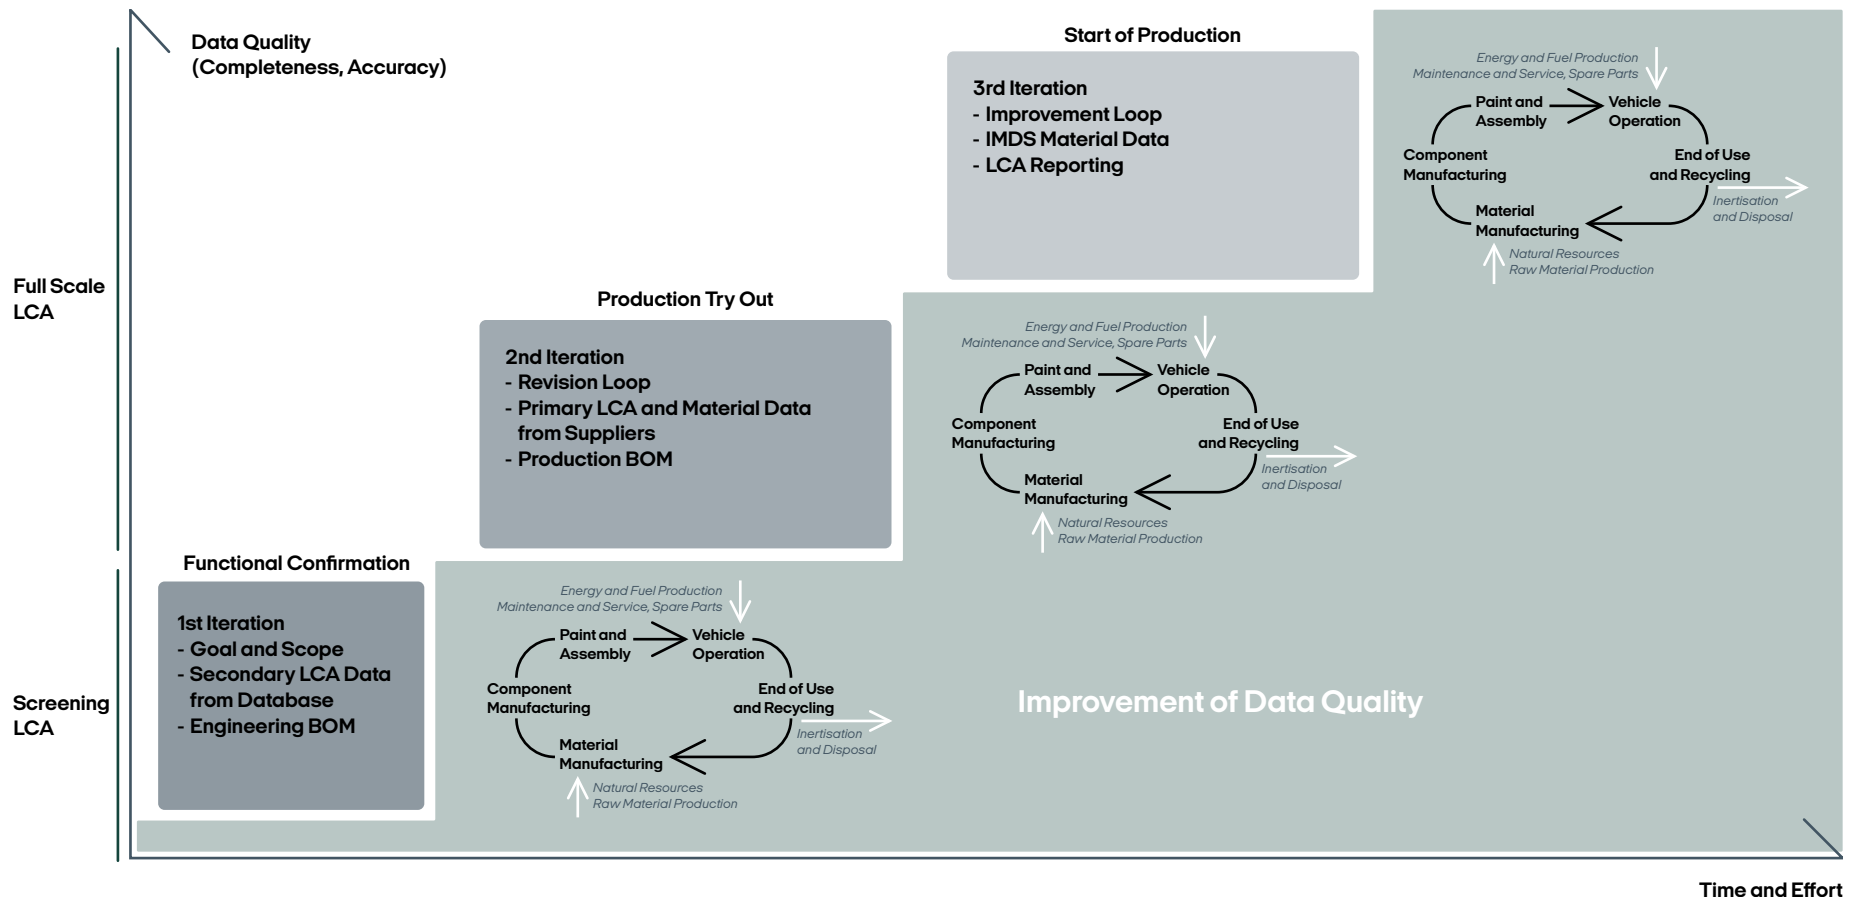 Data Quality
(Completeness, Accuracy)
Full Scale
LCA
Screening
LCA
Start of Production
3rd Iteration
- Improvement Loop
- IMDS Material Data
- LCA Reporting
Energy and Fuel Production
Maintenance and Service, Spare Parts
Paint and
Assembly
Vehicle
Operation
Component
Manufacturing
End of Use
and Recycling
Inertisation
and Disposal
Material
Manufacturing
Natural Resources
Raw Material Production
Production Try Out
2nd Iteration
- Revision Loop
- Primary LCA and Material Data
from Suppliers
- Production BOM
Energy and Fuel Production
Maintenance and Service, Spare Parts
Paint and
Assembly
Vehicle
Operation
Component
Manufacturing
End of Use
and Recycling
Inertisation
and Disposal
Material
Manufacturing
Natural Resources
Raw Material Production
Functional Confirmation
1st Iteration
- Goal and Scope
- Secondary LCA Data
from Database
- Engineering BOM
Energy and Fuel Production
Maintenance and Service, Spare Parts
Paint and
Assembly
Vehicle
Operation
Component
Manufacturing
End of Use
and Recycling
Inertisation
and Disposal
Material
Manufacturing
Natural Resources
Raw Material Production
Improvement of Data Quality
Time and Effort